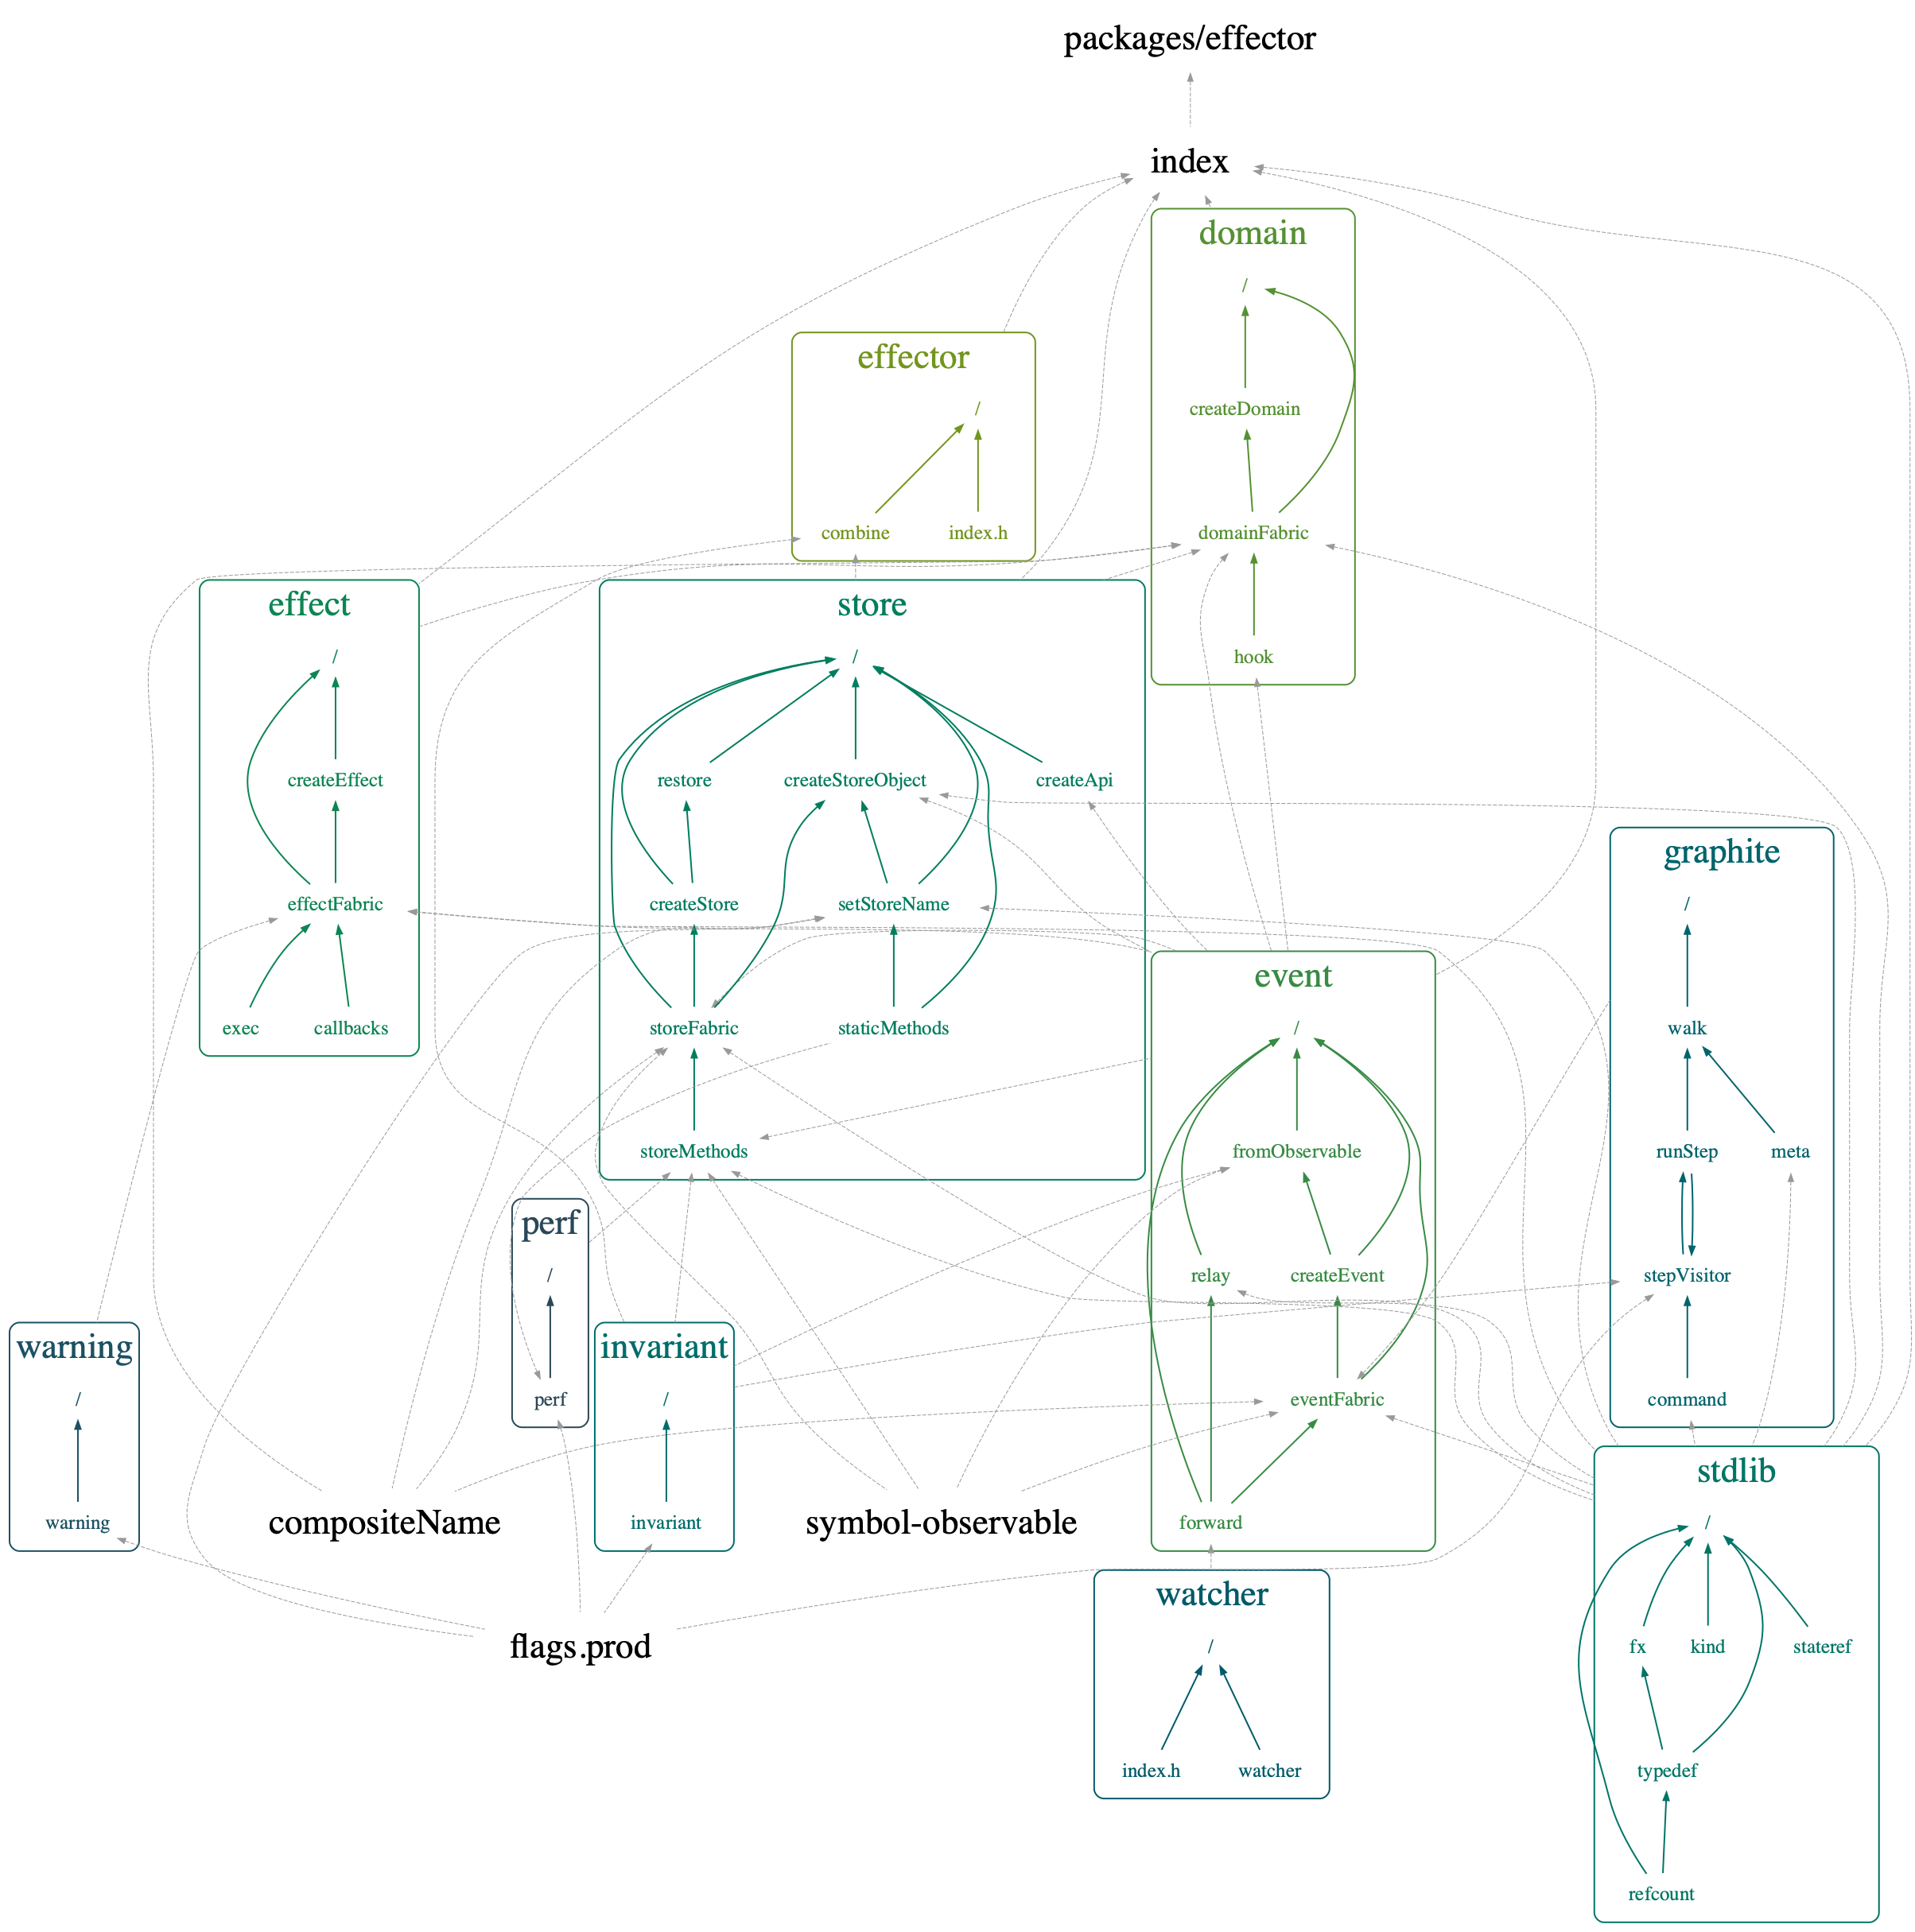 packages/effector
index
domain
/
effector
/
createDomain
combine
index.h
domainFabric
effect
store
/
/
hook
createEffect
restore
createStoreObject
createApi
graphite
effectFabric
createStore
setStoreName
/
event
exec
callbacks
storeFabric
staticMethods
/
walk
storeMethods
fromObservable
runStep
meta
perf
/
relay
createEvent
stepVisitor
warning
invariant
/
perf
/
eventFabric
command
stdlib
warning
compositeName
invariant
symbol-observable
forward
/
watcher
flags.prod
/
fx
kind
stateref
index.h
watcher
typedef
refcount